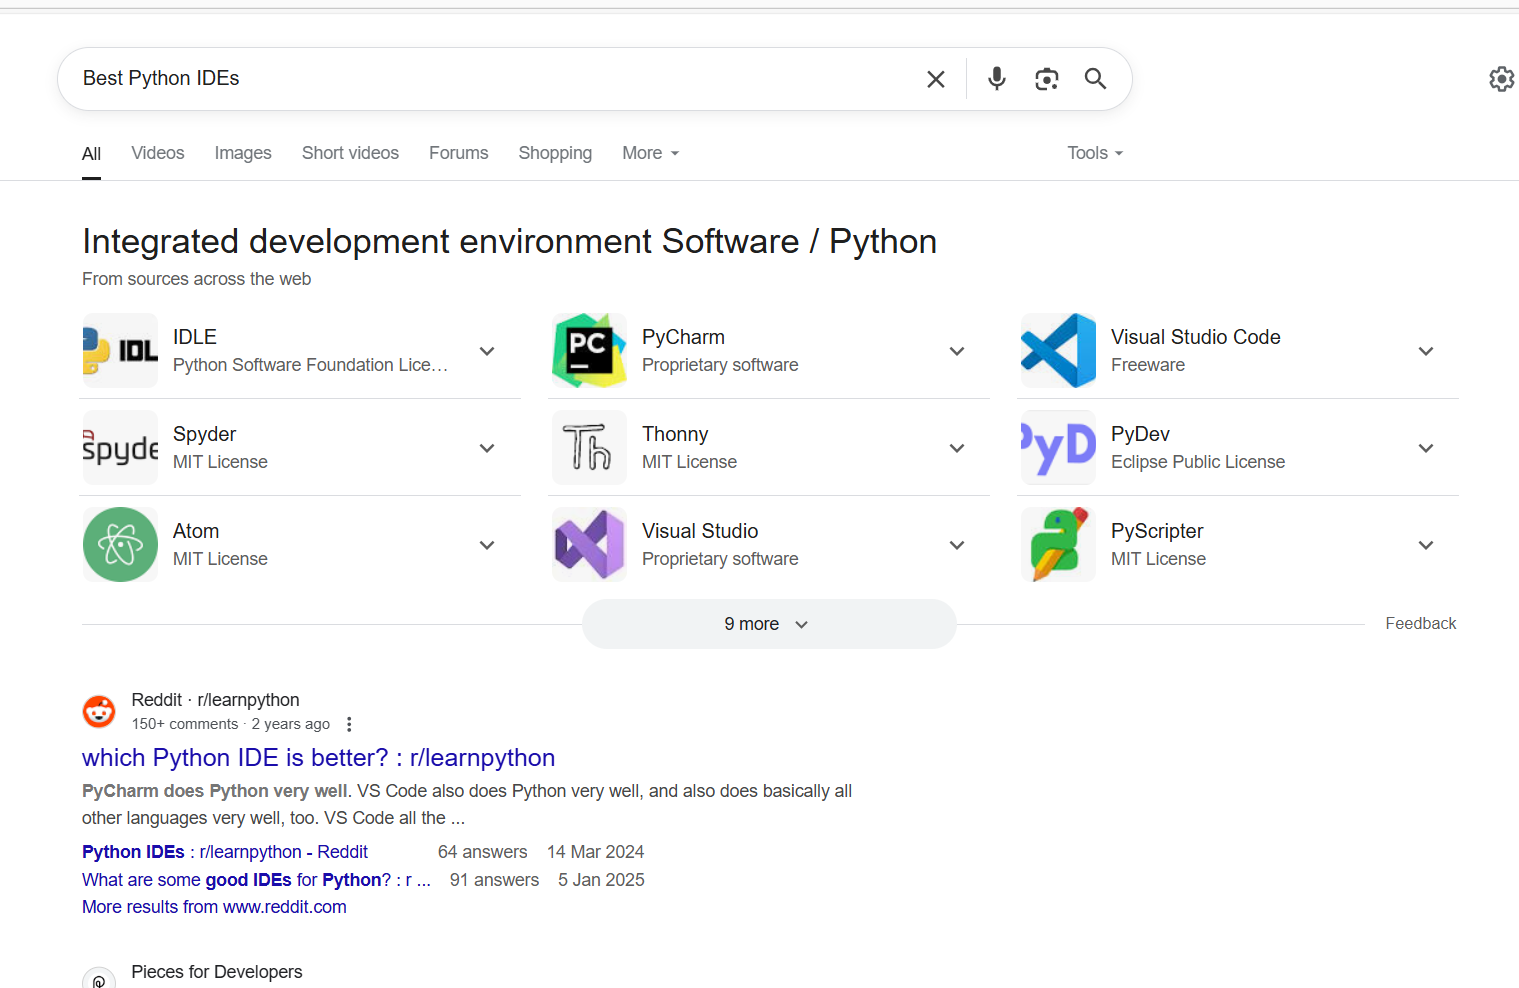 Best Python IDEs
All Videos Images Short videos Forums Shopping More Tools
Integrated development environment Software / Python
From sources across the web
IDL
IDLE
Python Software Foundation Lice…
PC
PyCharm
Proprietary software
Visual Studio Code
Freeware
spyde
Spyder
MIT License
Th
Thonny
MIT License
PyD
PyDev
Eclipse Public License
Atom
MIT License
Visual Studio
Proprietary software
PyScripter
MIT License
9 more
Feedback
Reddit · r/learnpython
150+ comments · 2 years ago
which Python IDE is better? : r/learnpython
PyCharm does Python very well. VS Code also does Python very well, and also does basically all
other languages very well, too. VS Code all the ...
Python IDEs : r/learnpython - Reddit 64 answers 14 Mar 2024
What are some good IDEs for Python? : r ... 91 answers 5 Jan 2025
More results from www.reddit.com
Pieces for Developers